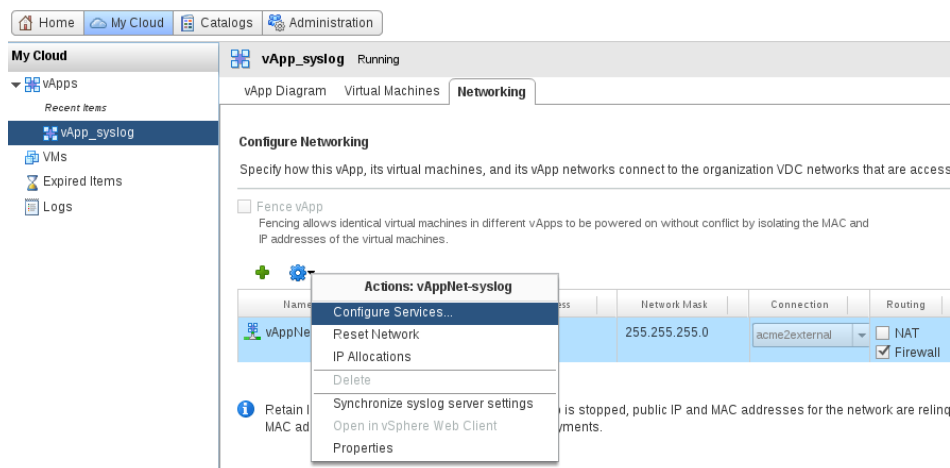 Home My Cloud Catalogs Administration
My Cloud
vApps
Recent Items
vApp_syslog
VMs
Expired Items
Logs
vApp_syslog Running
vApp Diagram Virtual Machines Networking
Configure Networking
Specify how this vApp, its virtual machines, and its vApp networks connect to the organization VDC networks that are access
Fence vApp
Fencing allows identical virtual machines in different vApps to be powered on without conflict by isolating the MAC and
IP addresses of the virtual machines.
Actions: vAppNet-syslog
Configure Services...
Reset Network
IP Allocations
Delete
Synchronize syslog server settings
Open in vSphere Web Client
Properties
Name ess Network Mask Connection Routing
vAppNe 255.255.255.0 acme2external NAT
Firewall
Retain I is stopped, public IP and MAC addresses for the network are relinq
MAC ad yments.